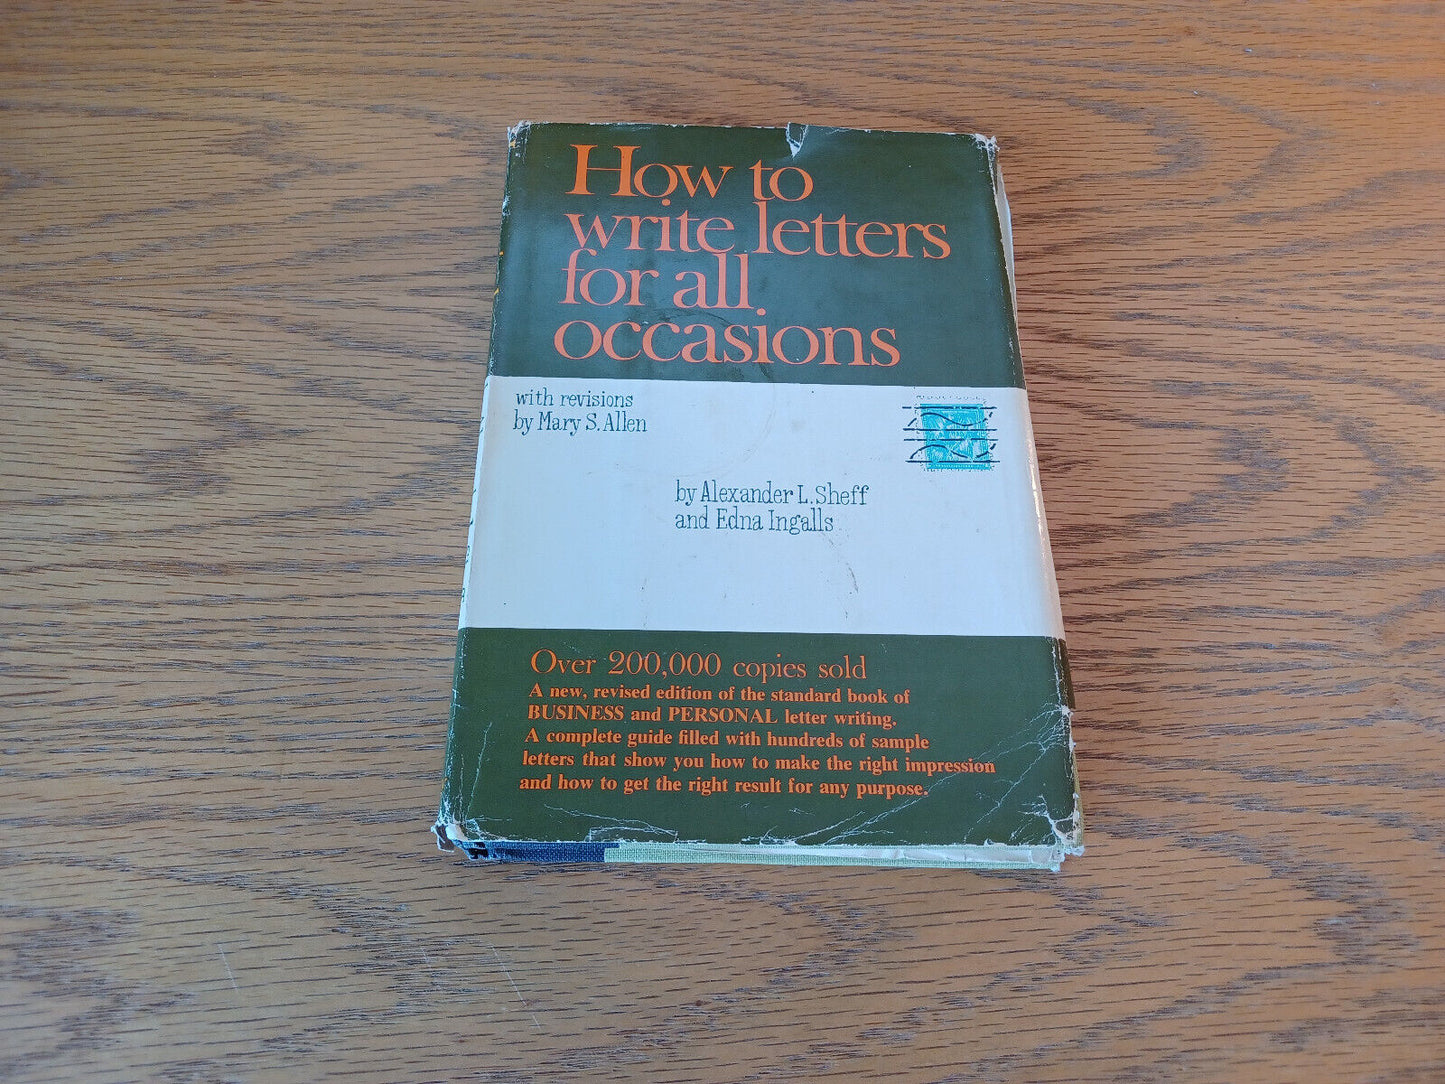 How to
write letters
for all
occasions
with revisions
by Mary S. Allen
by Alexander L. Sheff
and Edna Ingalls
Over 200,000 copies sold
A new, revised edition of the standard book of
BUSINESS and PERSONAL letter writing.
A complete guide filled with hundreds of sample
letters that show you how to make the right impression
and how to get the right result for any purpose.